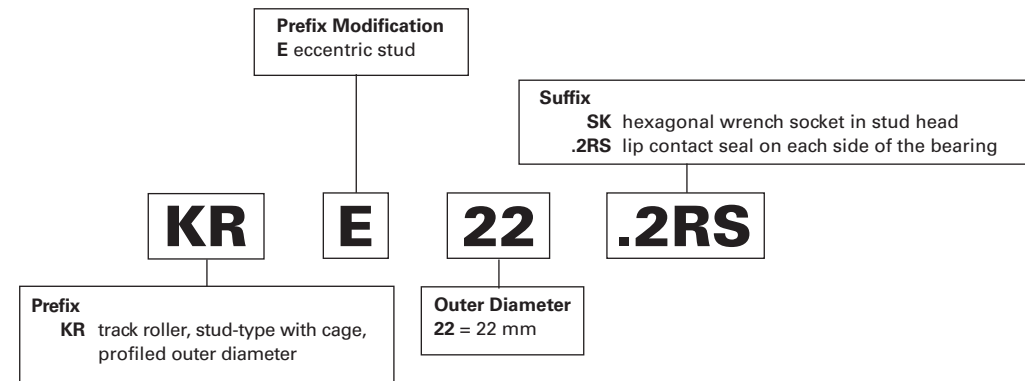 Prefix Modification
E eccentric stud
Suffix
SK hexagonal wrench socket in stud head
.2RS lip contact seal on each side of the bearing
KR E 22 .2RS
Prefix
KR track roller, stud-type with cage,
profiled outer diameter
Outer Diameter
22 = 22 mm